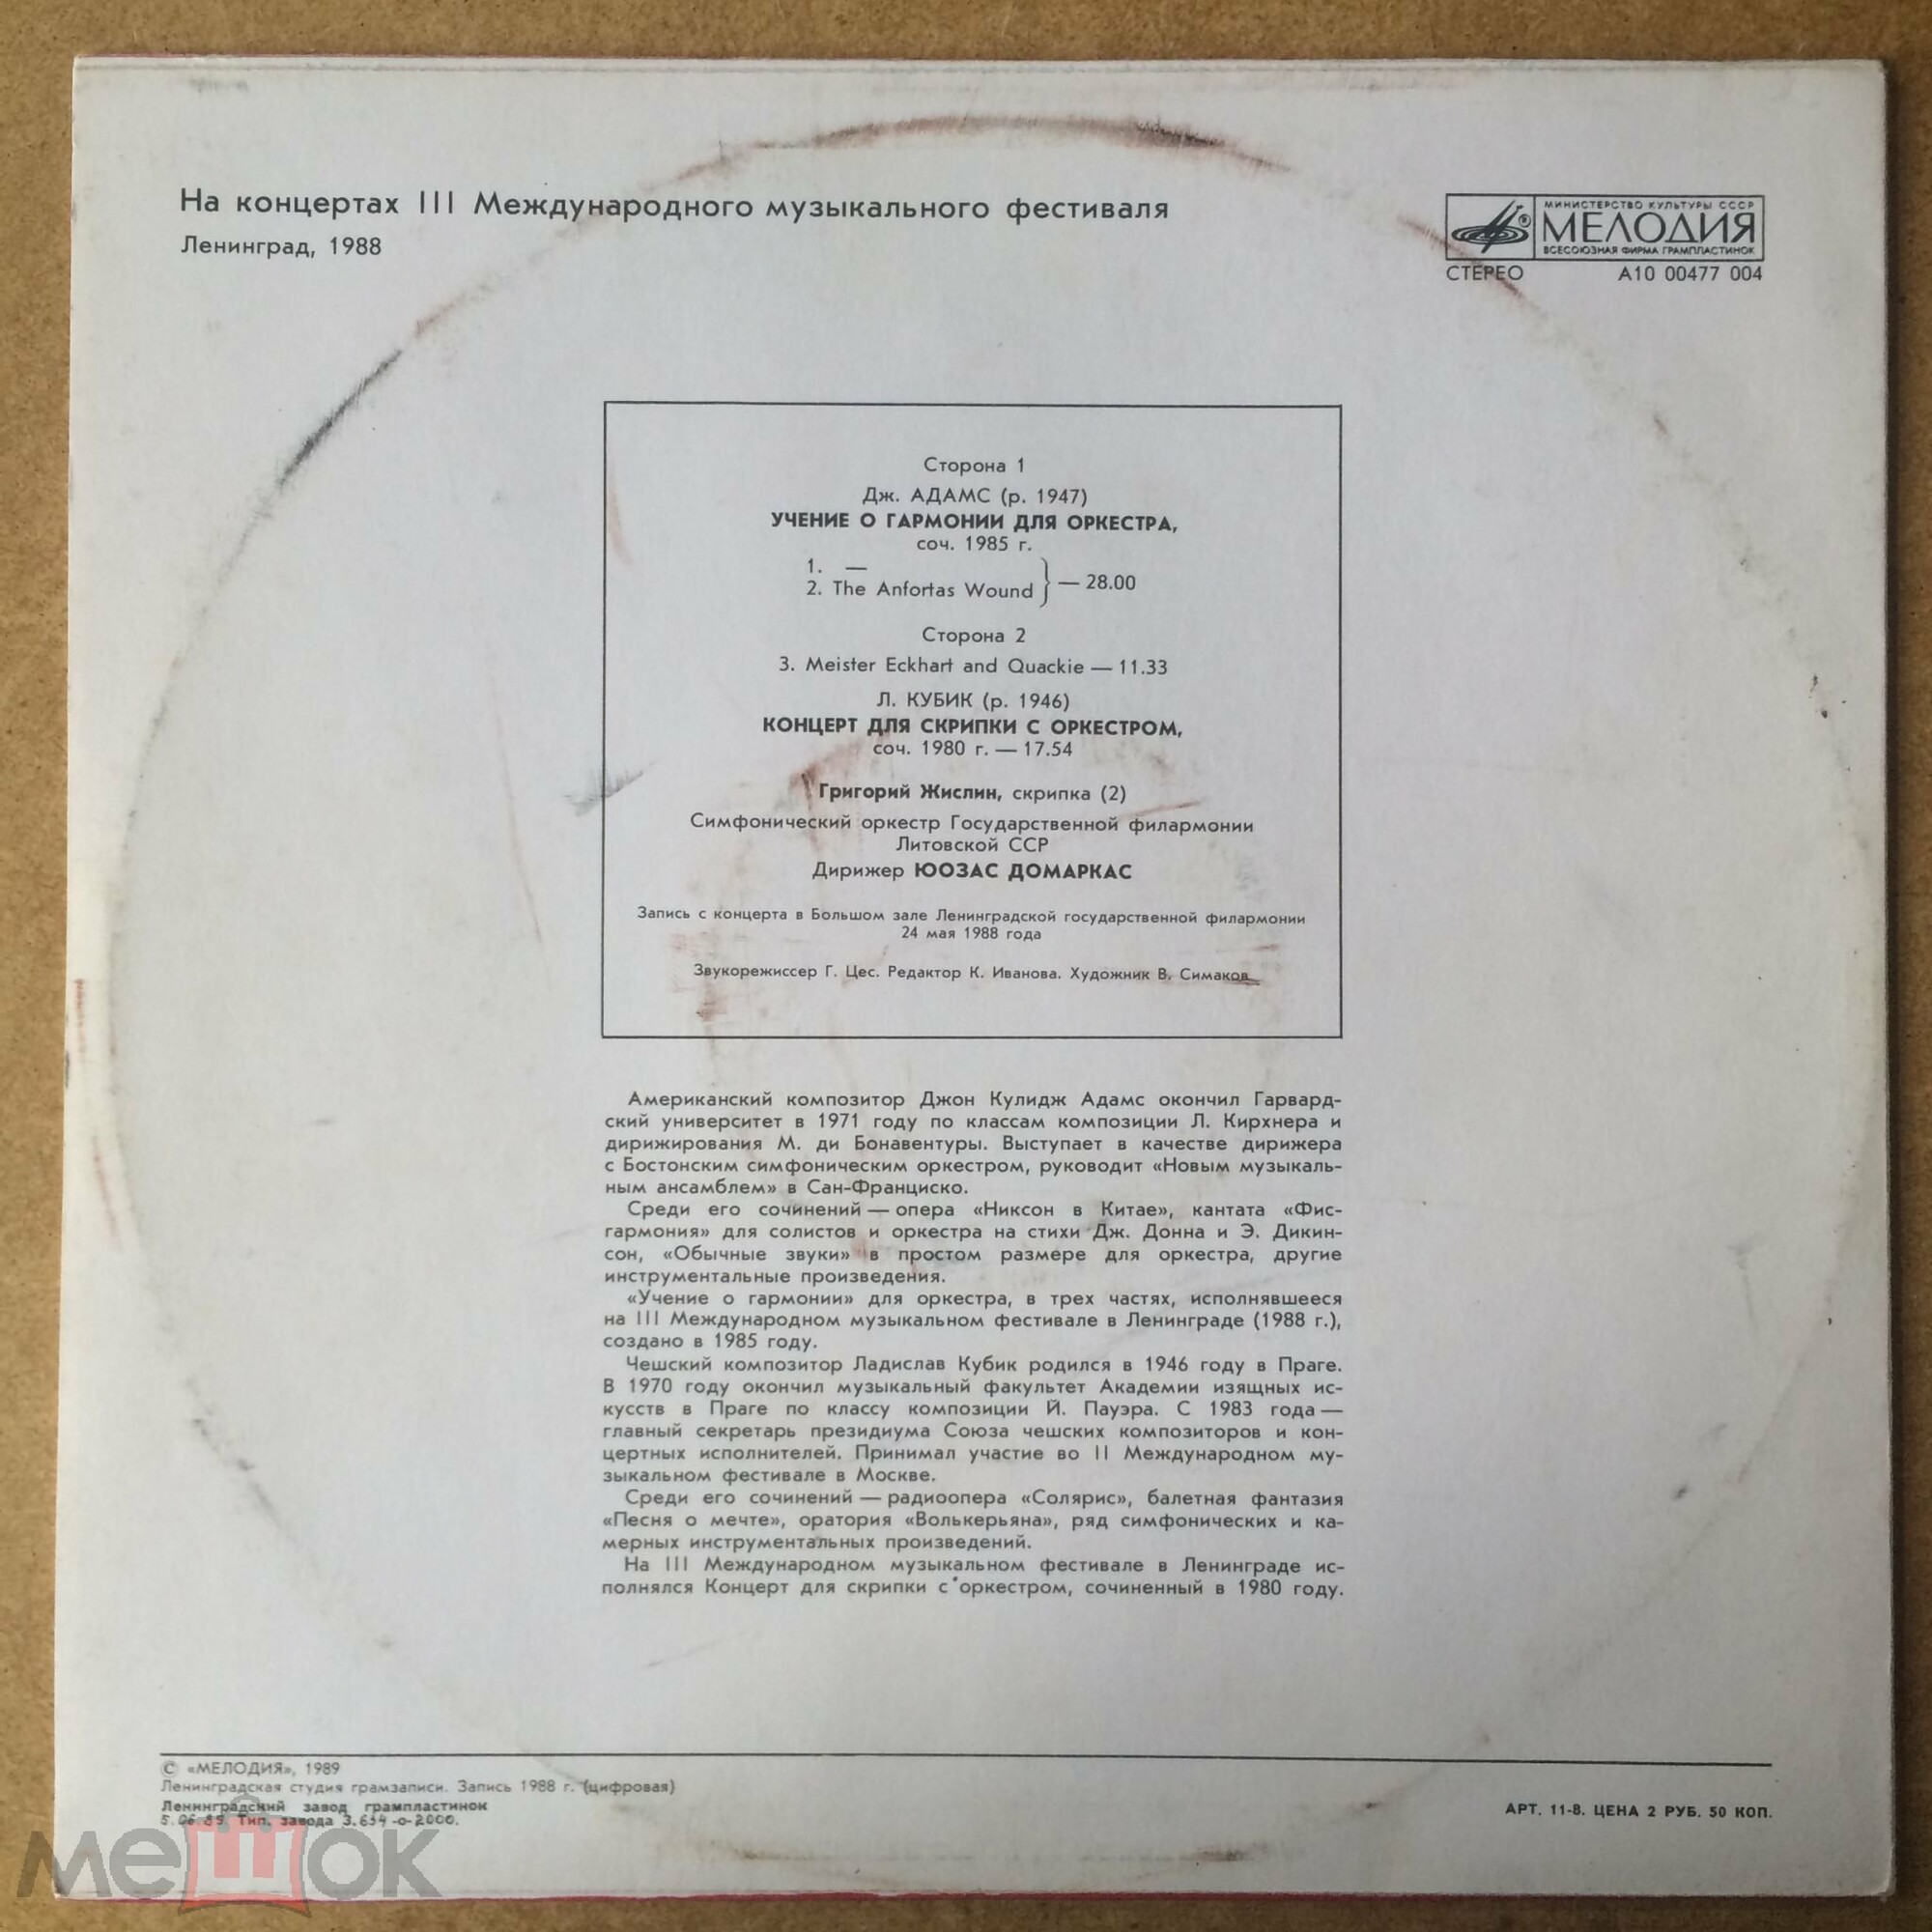 На концертах III Международного музыкального фестиваля
Ленинград, 1988
МИНИСТЕРСТВО КУЛЬТУРЫ СССР
МЕЛОДИЯ
ВСЕСОЮЗНАЯ ФИРМА ГРАМПЛАСТИНОК
СТЕРЕО А10 00477 004
Сторона 1
Дж. АДАМС (р. 1947)
УЧЕНИЕ О ГАРМОНИИ ДЛЯ ОРКЕСТРА,
соч. 1985 г.
1. —
2. The Anfortas Wound } — 28.00
Сторона 2
3. Meister Eckhart and Quackie — 11.33
Л. КУБИК (р. 1946)
КОНЦЕРТ ДЛЯ СКРИПКИ С ОРКЕСТРОМ,
соч. 1980 г. — 17.54
Григорий Жислин, скрипка (2)
Симфонический оркестр Государственной филармонии
Литовской ССР
Дирижер ЮОЗАС ДОМАРКАС
Запись с концерта в Большом зале Ленинградской государственной филармонии
24 мая 1988 года
Звукорежиссер Г. Цес. Редактор К. Иванова. Художник В. Симаков
Американский композитор Джон Кулидж Адамс окончил Гарвард-
ский университет в 1971 году по классам композиции Л. Кирхнера и
дирижирования М. ди Бонавентуры. Выступает в качестве дирижера
с Бостонским симфоническим оркестром, руководит «Новым музыкаль-
ным ансамблем» в Сан-Франциско.
Среди его сочинений — опера «Никсон в Китае», кантата «Фис-
гармония» для солистов и оркестра на стихи Дж. Донна и Э. Дикин-
сон, «Обычные звуки» в простом размере для оркестра, другие
инструментальные произведения.
«Учение о гармонии» для оркестра, в трех частях, исполнявшееся
на III Международном музыкальном фестивале в Ленинграде (1988 г.),
создано в 1985 году.
Чешский композитор Ладислав Кубик родился в 1946 году в Праге.
В 1970 году окончил музыкальный факультет Академии изящных ис-
кусств в Праге по классу композиции Й. Пауэра. С 1983 года —
главный секретарь президиума Союза чешских композиторов и кон-
цертных исполнителей. Принимал участие во II Международном му-
зыкальном фестивале в Москве.
Среди его сочинений — радиоопера «Солярис», балетная фантазия
«Песня о мечте», оратория «Волькерьяна», ряд симфонических и ка-
мерных инструментальных произведений.
На III Международном музыкальном фестивале в Ленинграде ис-
полнялся Концерт для скрипки с оркестром, сочиненный в 1980 году.
© «МЕЛОДИЯ», 1989
Ленинградская студия грамзаписи. Запись 1988 г. (цифровая)
Ленинградский завод грампластинок
5.06.89. Тип. завода З.634-о-2000.
АРТ. 11-8. ЦЕНА 2 РУБ. 50 КОП.
мешок